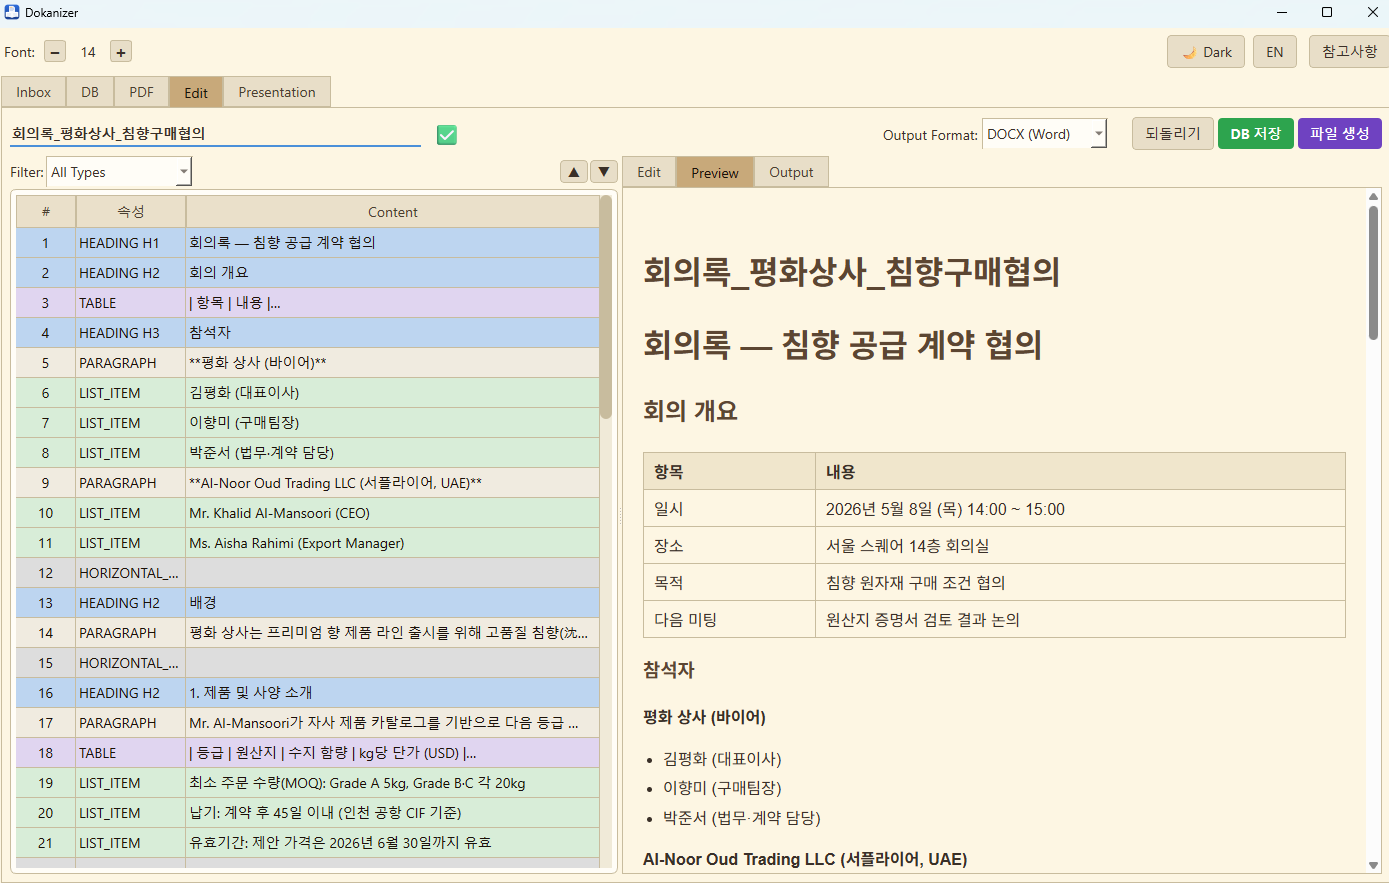 Dokanizer
Font: − 14 +
🌙 Dark EN 참고사항
Inbox DB PDF Edit Presentation
회의록_평화상사_침향구매협의 ✅
Output Format: DOCX (Word) 되돌리기 DB 저장 파일 생성
Filter: All Types ▲ ▼
# 속성 Content
1 HEADING H1 회의록 — 침향 공급 계약 협의
2 HEADING H2 회의 개요
3 TABLE | 항목 | 내용 |...
4 HEADING H3 참석자
5 PARAGRAPH **평화 상사 (바이어)**
6 LIST_ITEM 김평화 (대표이사)
7 LIST_ITEM 이향미 (구매팀장)
8 LIST_ITEM 박준서 (법무·계약 담당)
9 PARAGRAPH **Al-Noor Oud Trading LLC (서플라이어, UAE)**
10 LIST_ITEM Mr. Khalid Al-Mansoori (CEO)
11 LIST_ITEM Ms. Aisha Rahimi (Export Manager)
12 HORIZONTAL_...
13 HEADING H2 배경
14 PARAGRAPH 평화 상사는 프리미엄 향 제품 라인 출시를 위해 고품질 침향(沈...
15 HORIZONTAL_...
16 HEADING H2 1. 제품 및 사양 소개
17 PARAGRAPH Mr. Al-Mansoori가 자사 제품 카탈로그를 기반으로 다음 등급 ...
18 TABLE | 등급 | 원산지 | 수지 함량 | kg당 단가 (USD) |...
19 LIST_ITEM 최소 주문 수량(MOQ): Grade A 5kg, Grade B·C 각 20kg
20 LIST_ITEM 납기: 계약 후 45일 이내 (인천 공항 CIF 기준)
21 LIST_ITEM 유효기간: 제안 가격은 2026년 6월 30일까지 유효
Edit Preview Output
회의록_평화상사_침향구매협의
회의록 — 침향 공급 계약 협의
회의 개요
항목 내용
일시 2026년 5월 8일 (목) 14:00 ~ 15:00
장소 서울 스퀘어 14층 회의실
목적 침향 원자재 구매 조건 협의
다음 미팅 원산지 증명서 검토 결과 논의
참석자
평화 상사 (바이어)
• 김평화 (대표이사)
• 이향미 (구매팀장)
• 박준서 (법무·계약 담당)
Al-Noor Oud Trading LLC (서플라이어, UAE)